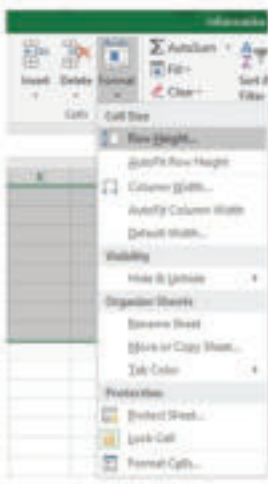 AutoSum
Insert Delete Format
Fill
Clear
Sort &
Filter
Cells
Cell Size
Row Height...
AutoFit Row Height
Column Width...
AutoFit Column Width
Default Width...
Visibility
Hide & Unhide
Organize Sheets
Rename Sheet
Move or Copy Sheet...
Tab Color
Protection
Protect Sheet...
Lock Cell
Format Cells...